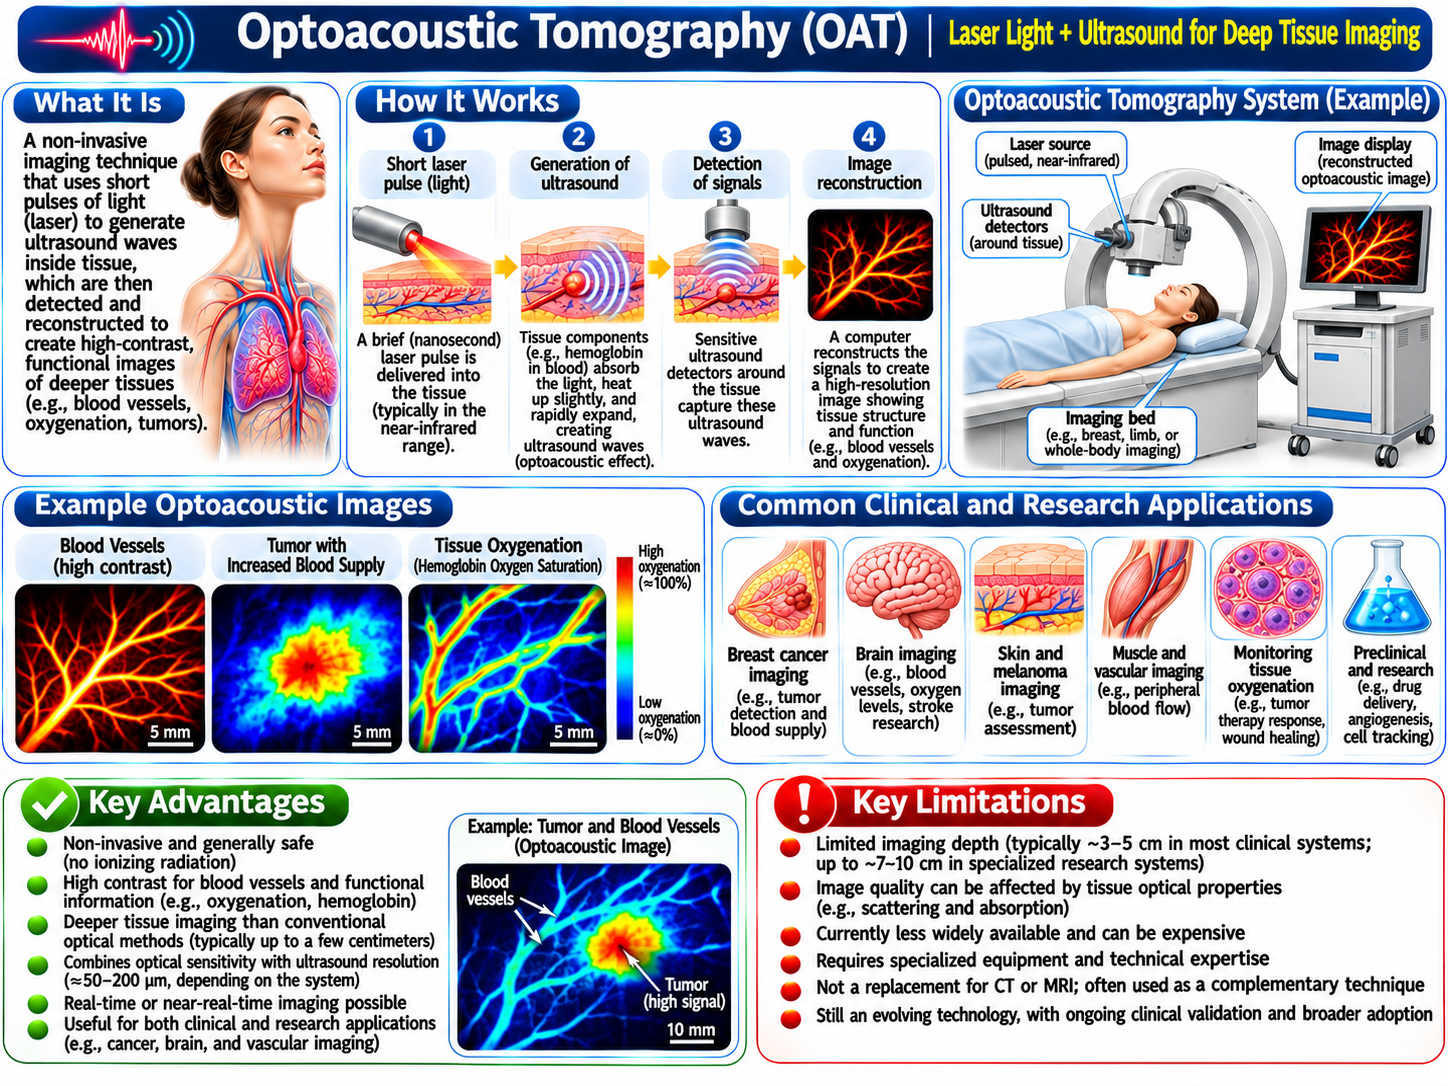 Optoacoustic Tomography (OAT)
Laser Light + Ultrasound for Deep Tissue Imaging
What It Is
A non-invasive
imaging technique
that uses short
pulses of light
(laser) to generate
ultrasound waves
inside tissue,
which are then
detected and
reconstructed to
create high-contrast,
functional images
of deeper tissues
(e.g., blood vessels,
oxygenation, tumors).
How It Works
1
Short laser
pulse (light)
A brief (nanosecond)
laser pulse is
delivered into
the tissue
(typically in the
near-infrared
range).
2
Generation of
ultrasound
Tissue components
(e.g., hemoglobin
in blood) absorb
the light, heat
up slightly, and
rapidly expand,
creating
ultrasound waves
(optoacoustic effect).
3
Detection
of signals
Sensitive
ultrasound
detectors around
the tissue
capture these
ultrasound
waves.
4
Image
reconstruction
A computer
reconstructs the
signals to create
a high-resolution
image showing
tissue structure
and function
(e.g., blood vessels
and oxygenation).
Optoacoustic Tomography System (Example)
Laser source
(pulsed, near-infrared)
Image display
(reconstructed
optoacoustic image)
Ultrasound
detectors
(around tissue)
Imaging bed
(e.g., breast, limb, or
whole-body imaging)
Example Optoacoustic Images
Blood Vessels
(high contrast)
5 mm
Tumor with
Increased Blood Supply
5 mm
Tissue Oxygenation
(Hemoglobin Oxygen Saturation)
5 mm
High
oxygenation
(≈100%)
Low
oxygenation
(≈0%)
Common Clinical and Research Applications
Breast cancer
imaging
(e.g., tumor
detection and
blood supply)
Brain imaging
(e.g., blood
vessels, oxygen
levels, stroke
research)
Skin and
melanoma
imaging
(e.g., tumor
assessment)
Muscle and
vascular imaging
(e.g., peripheral
blood flow)
Monitoring
tissue
oxygenation
(e.g., tumor
therapy response,
wound healing)
Preclinical
and research
(e.g., drug
delivery,
angiogenesis,
cell tracking)
Key Advantages
Non-invasive and generally safe
(no ionizing radiation)
High contrast for blood vessels and functional
information (e.g., oxygenation, hemoglobin)
Deeper tissue imaging than conventional
optical methods (typically up to a few centimeters)
Combines optical sensitivity with ultrasound resolution
(≈50–200 µm, depending on the system)
Real-time or near-real-time imaging possible
Useful for both clinical and research applications
(e.g., cancer, brain, and vascular imaging)
Example: Tumor and Blood Vessels
(Optoacoustic Image)
Blood
vessels
Tumor
(high signal)
10 mm
Key Limitations
Limited imaging depth (typically ~3–5 cm in most clinical systems;
up to ~7–10 cm in specialized research systems)
Image quality can be affected by tissue optical properties
(e.g., scattering and absorption)
Currently less widely available and can be expensive
Requires specialized equipment and technical expertise
Not a replacement for CT or MRI; often used as a complementary technique
Still an evolving technology, with ongoing clinical validation and broader adoption